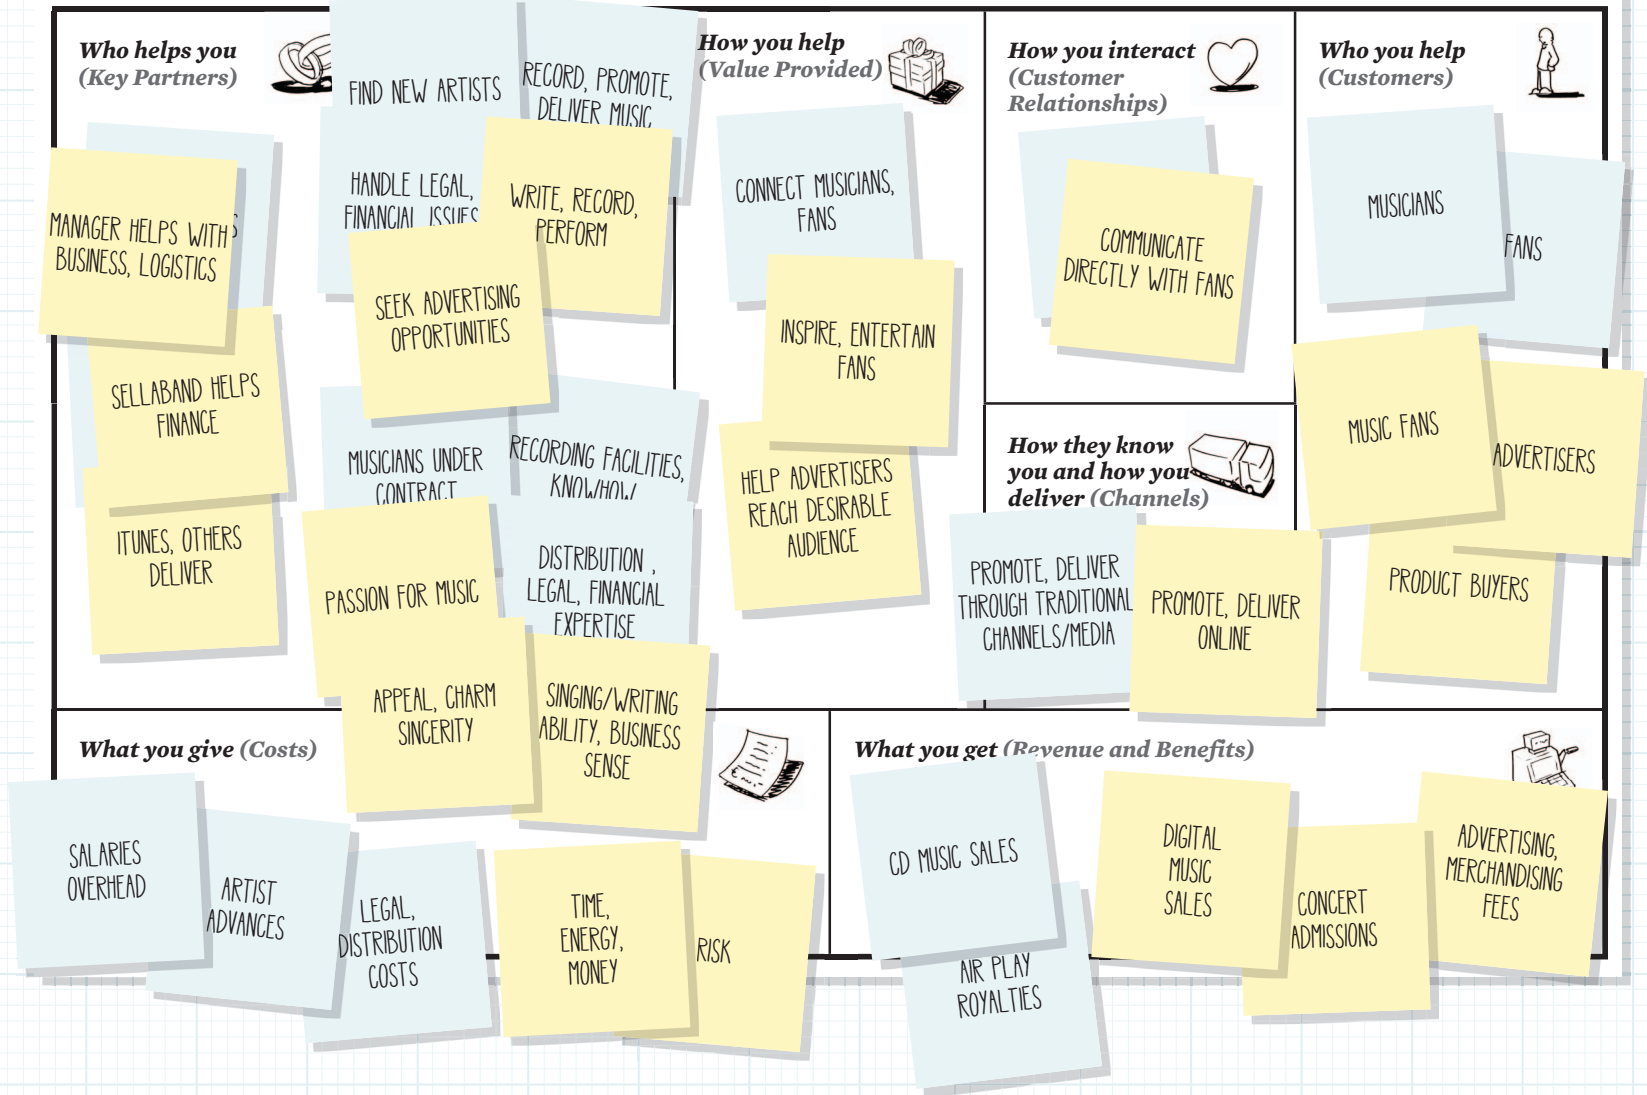 Who helps you
(Key Partners)
MANAGER HELPS WITH
BUSINESS, LOGISTICS
SELLABAND HELPS
FINANCE
ITUNES, OTHERS
DELIVER
FIND NEW ARTISTS
RECORD, PROMOTE,
DELIVER MUSIC
HANDLE LEGAL,
FINANCIAL ISSUES
WRITE, RECORD,
PERFORM
SEEK ADVERTISING
OPPORTUNITIES
MUSICIANS UNDER
CONTRACT
RECORDING FACILITIES,
KNOWHOW
PASSION FOR MUSIC
DISTRIBUTION ,
LEGAL, FINANCIAL
EXPERTISE
APPEAL, CHARM
SINCERITY
SINGING/WRITING
ABILITY, BUSINESS
SENSE
How you help
(Value Provided)
CONNECT MUSICIANS,
FANS
INSPIRE, ENTERTAIN
FANS
HELP ADVERTISERS
REACH DESIRABLE
AUDIENCE
How you interact
(Customer
Relationships)
COMMUNICATE
DIRECTLY WITH FANS
How they know
you and how you
deliver (Channels)
PROMOTE, DELIVER
THROUGH TRADITIONAL
CHANNELS/MEDIA
PROMOTE, DELIVER
ONLINE
Who you help
(Customers)
MUSICIANS
FANS
MUSIC FANS
ADVERTISERS
PRODUCT BUYERS
What you give (Costs)
SALARIES
OVERHEAD
ARTIST
ADVANCES
LEGAL,
DISTRIBUTION
COSTS
TIME,
ENERGY,
MONEY
RISK
What you get (Revenue and Benefits)
CD MUSIC SALES
AIR PLAY
ROYALTIES
DIGITAL
MUSIC
SALES
CONCERT
ADMISSIONS
ADVERTISING,
MERCHANDISING
FEES